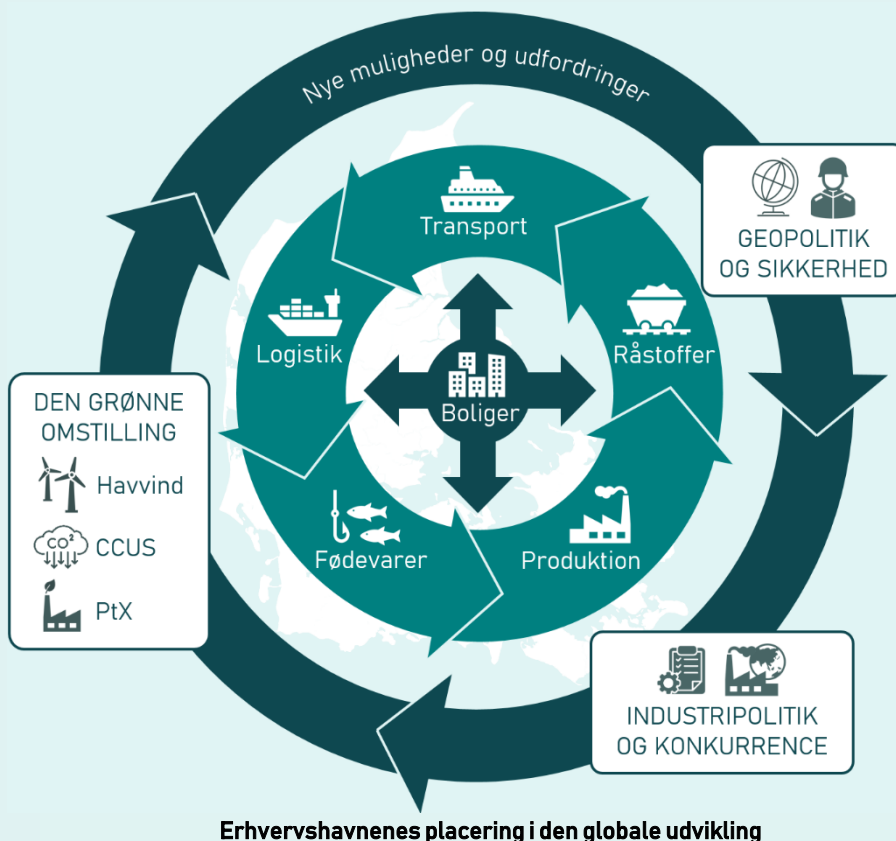 Nye muligheder og udfordringer
GEOPOLITIK
OG SIKKERHED
Transport
Logistik
Råstoffer
Boliger
DEN GRØNNE
OMSTILLING
Havvind
CO²
CCUS
PtX
Fødevarer
Produktion
INDUSTRIPOLITIK
OG KONKURRENCE
Erhvervshavnenes placering i den globale udvikling